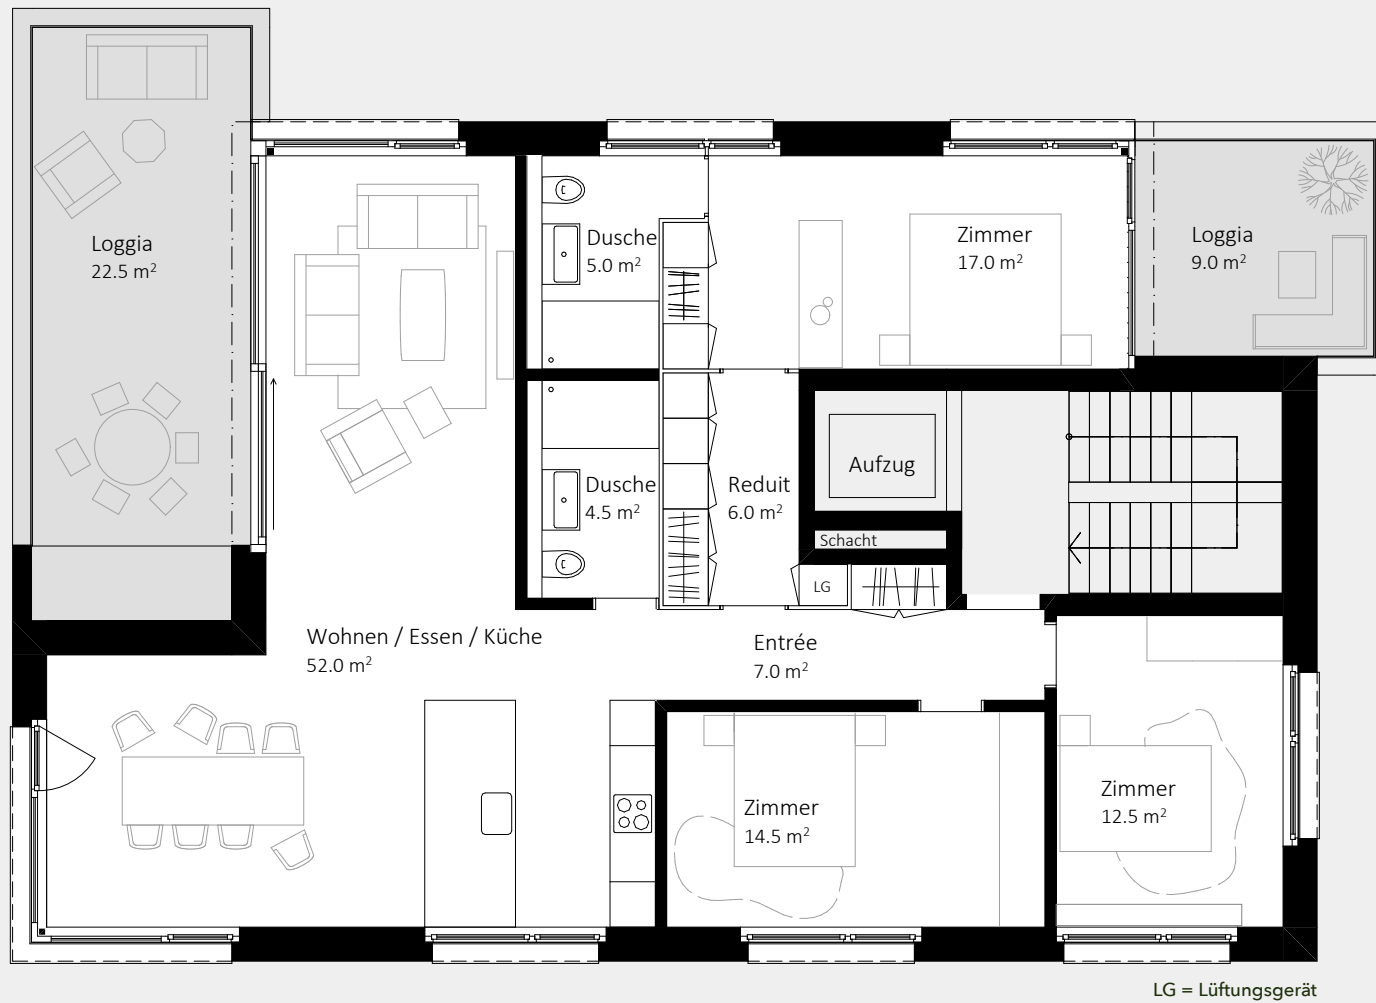 Loggia
22.5 m²
Dusche
5.0 m²
Zimmer
17.0 m²
Loggia
9.0 m²
Dusche
4.5 m²
Reduit
6.0 m²
Aufzug
Schacht
LG
Wohnen / Essen / Küche
52.0 m²
Entrée
7.0 m²
Zimmer
14.5 m²
Zimmer
12.5 m²
LG = Lüftungsgerät